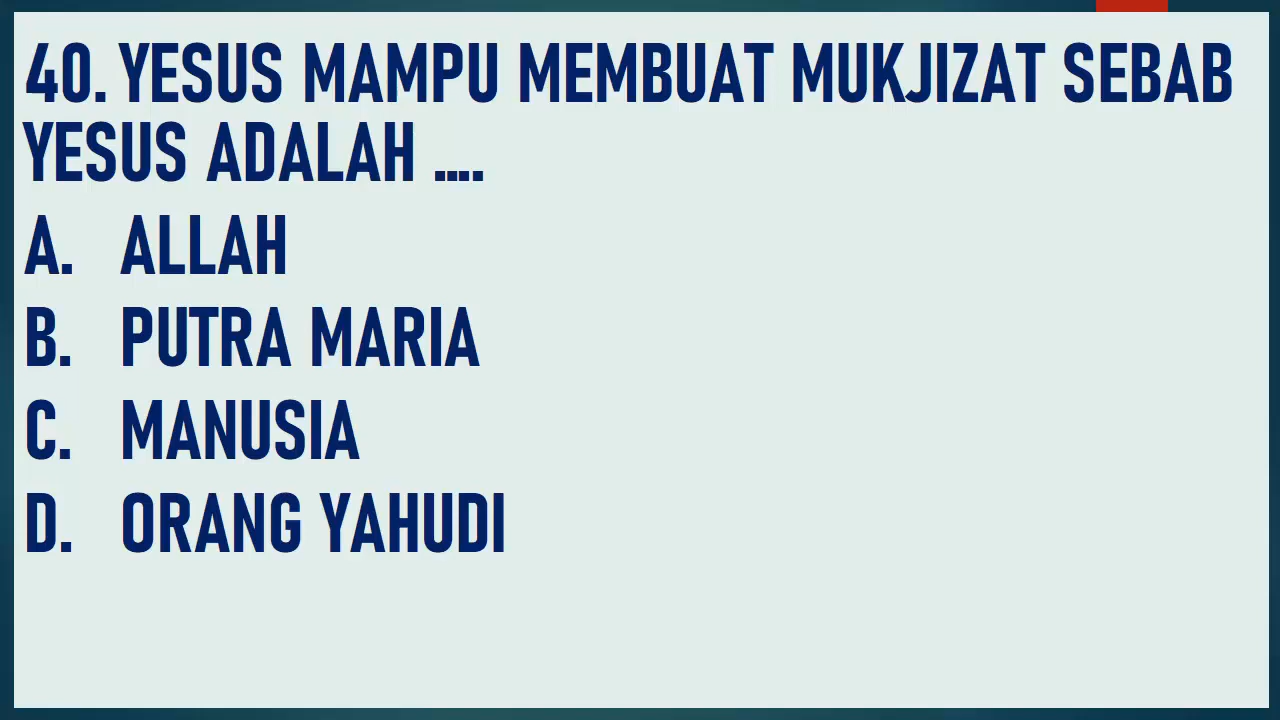 40. YESUS MAMPU MEMBUAT MUKJIZAT SEBAB
YESUS ADALAH ....
A. ALLAH
B. PUTRA MARIA
C. MANUSIA
D. ORANG YAHUDI